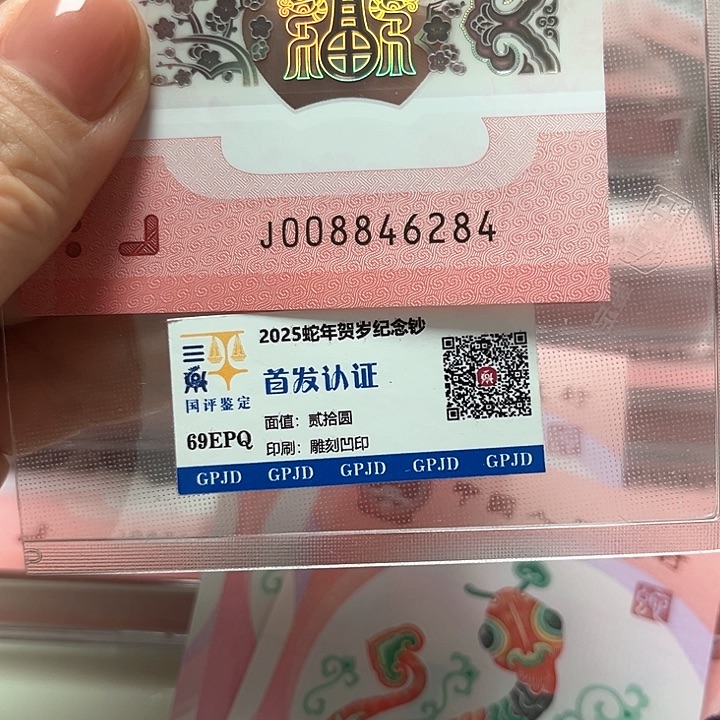 J008846284
2025蛇年贺岁纪念钞
首发认证
国评鉴定
面值：贰拾圆
69EPQ
印刷：雕刻凹印
GPJD GPJD GPJD GPJD GPJD